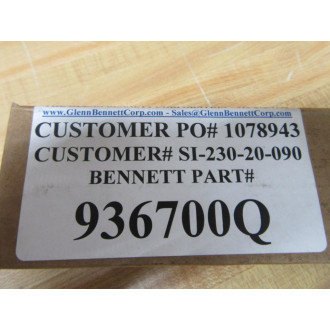 www.GlennBennettCorp.com - Sales@GlennBennettCorp.com
CUSTOMER PO# 1078943
CUSTOMER# SI-230-20-090
BENNETT PART#
936700Q